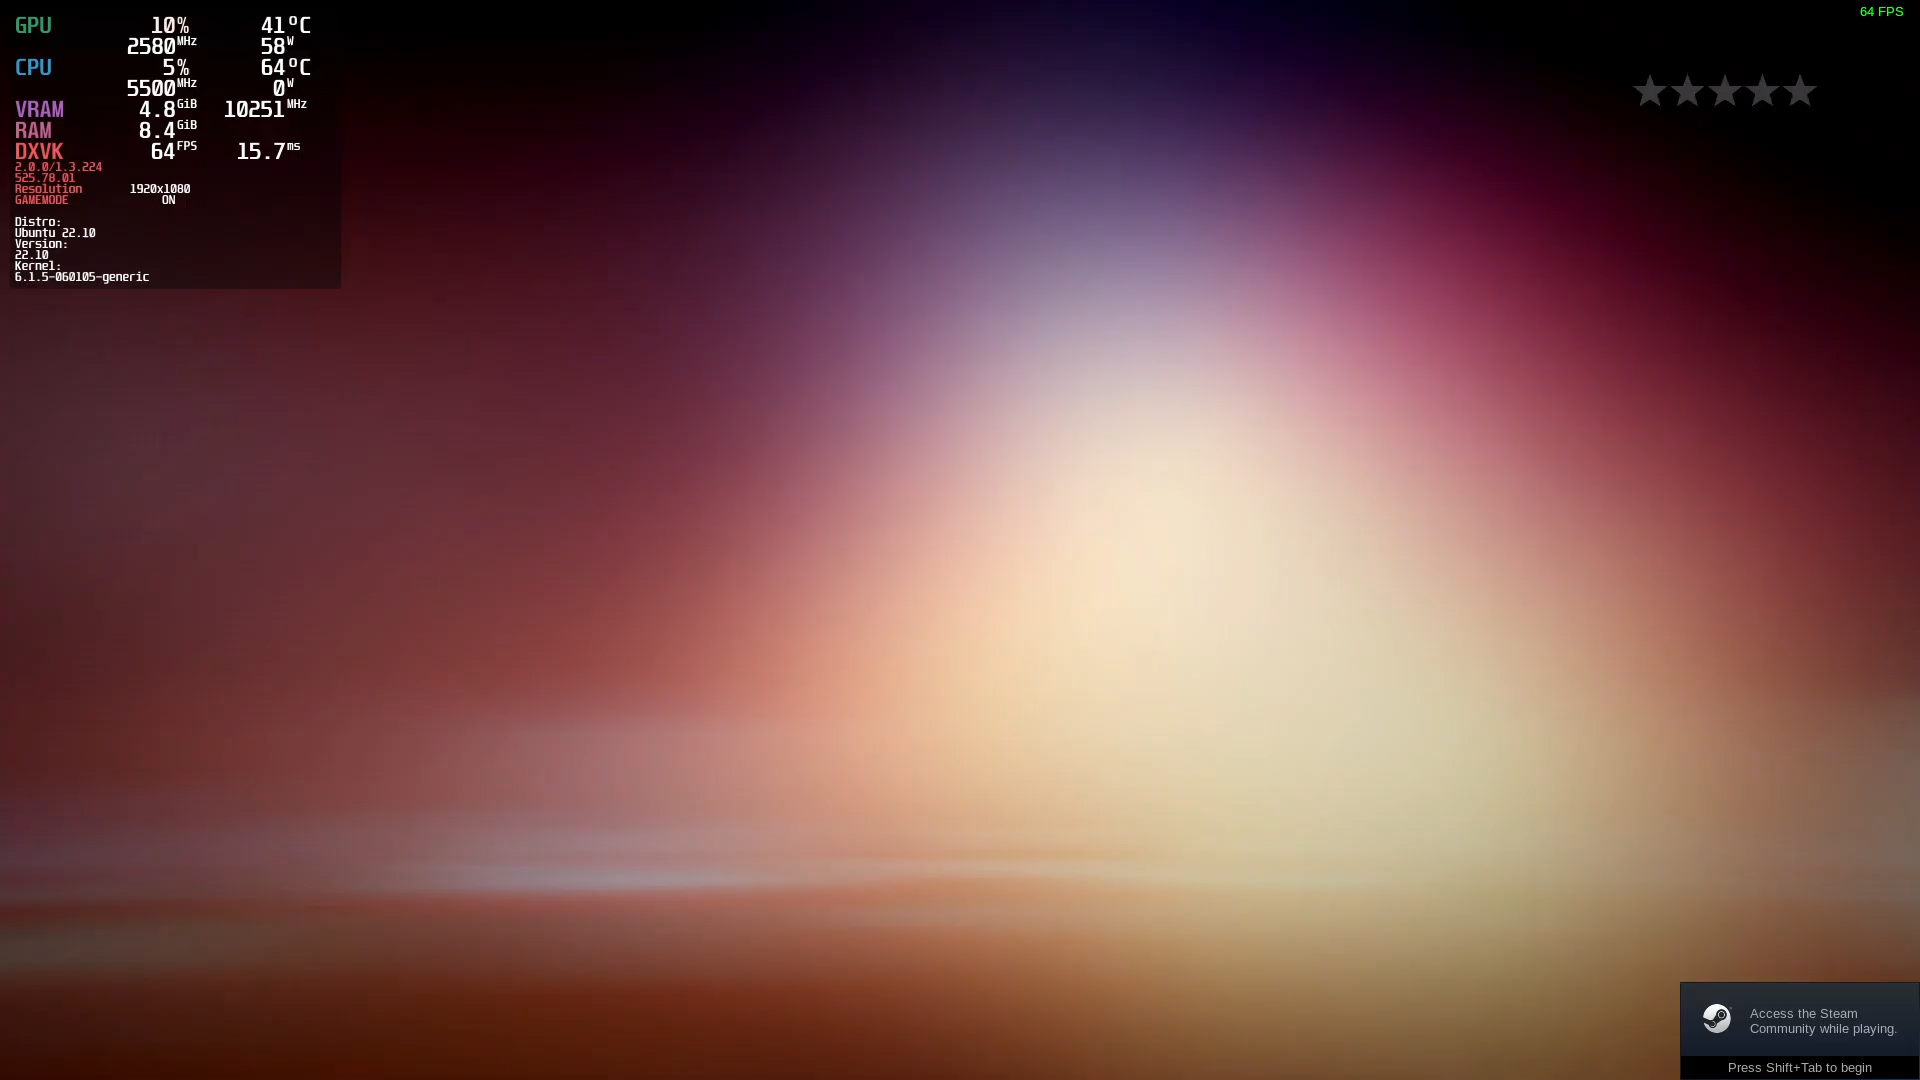 GPU 10% 41°C
2580MHz 58W
CPU 5% 64°C
5500MHz 0W
VRAM 4.8GiB 10251MHz
RAM 8.4GiB
DXVK 64FPS 15.7ms
2.0.0/1.3.224
525.78.01
Resolution 1920x1080
GAMEMODE ON
Distro:
Ubuntu 22.10
Version:
22.10
Kernel:
6.1.5-060105-generic
64 FPS
Access the Steam
Community while playing.
Press Shift+Tab to begin